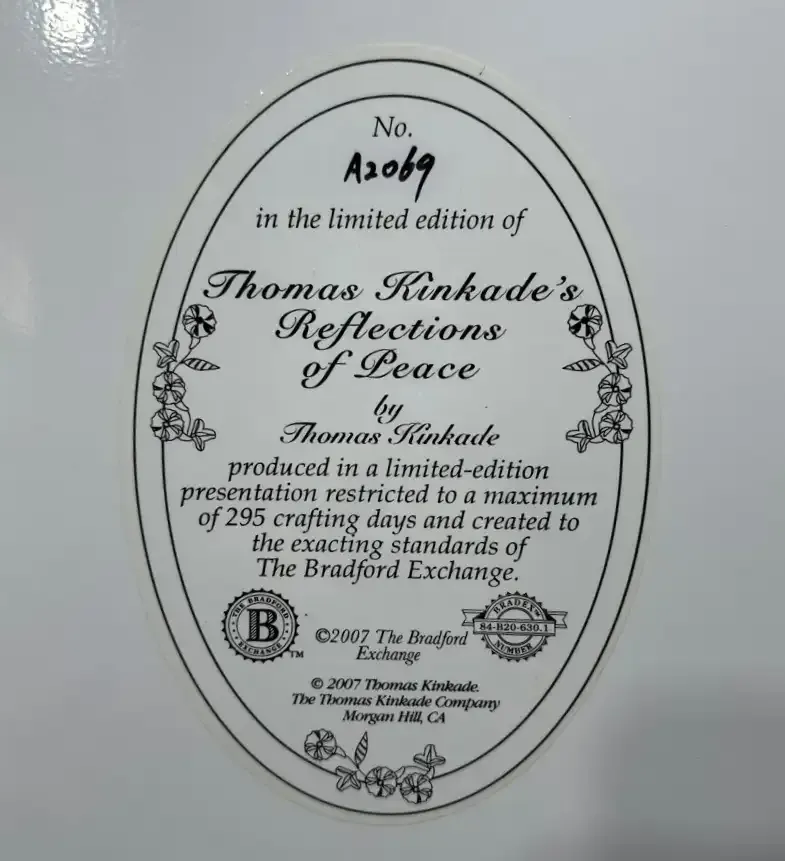 No.
A2069
in the limited edition of
Thomas Kinkade's
Reflections
of Peace
by
Thomas Kinkade
produced in a limited-edition
presentation restricted to a maximum
of 295 crafting days and created to
the exacting standards of
The Bradford Exchange.
THE BRADFORD
B
EXCHANGE
TM
©2007 The Bradford
Exchange
BRADEX™
84-B20-630.1
NUMBER
© 2007 Thomas Kinkade.
The Thomas Kinkade Company
Morgan Hill, CA